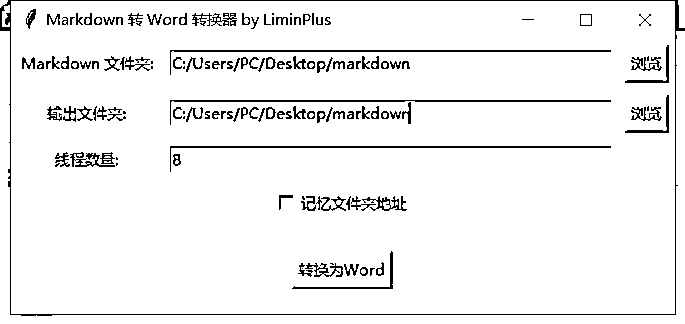 Markdown 转 Word 转换器 by LiminPlus
Markdown 文件夹: C:/Users/PC/Desktop/markdown 浏览
输出文件夹: C:/Users/PC/Desktop/markdown 浏览
线程数量: 8
记忆文件夹地址
转换为Word